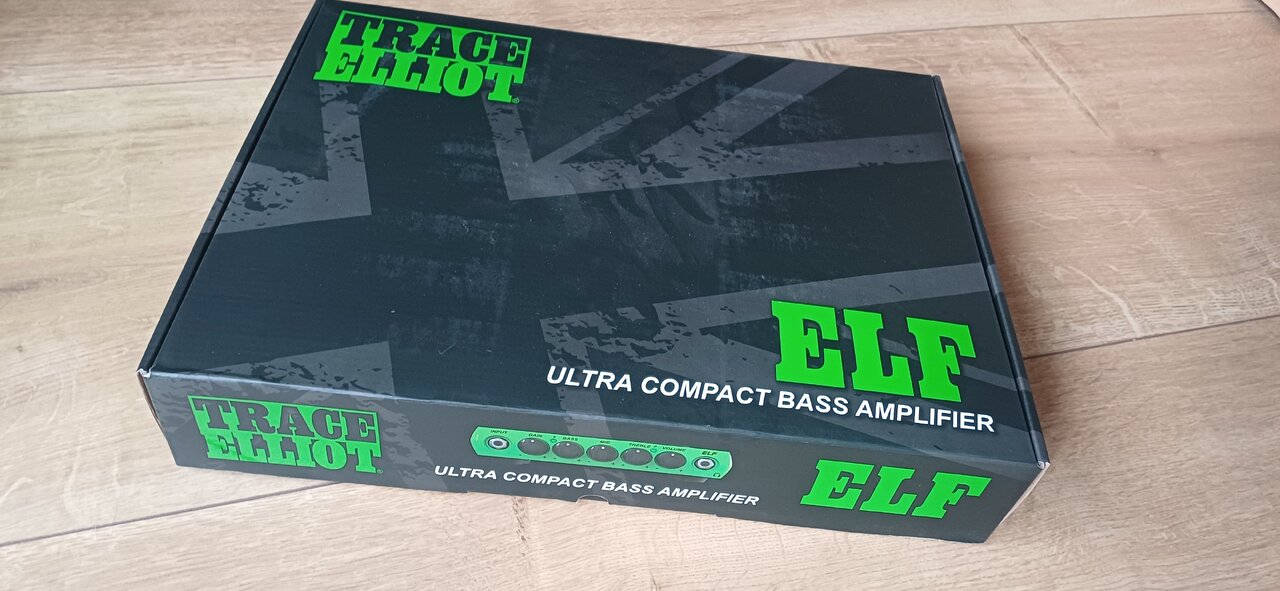 TRACE
ELLIOT®
ELF
ULTRA COMPACT BASS AMPLIFIER
TRACE
ELLIOT®
INPUT GAIN BASS MID TREBLE VOLUME ELF
ULTRA COMPACT BASS AMPLIFIER
ELF